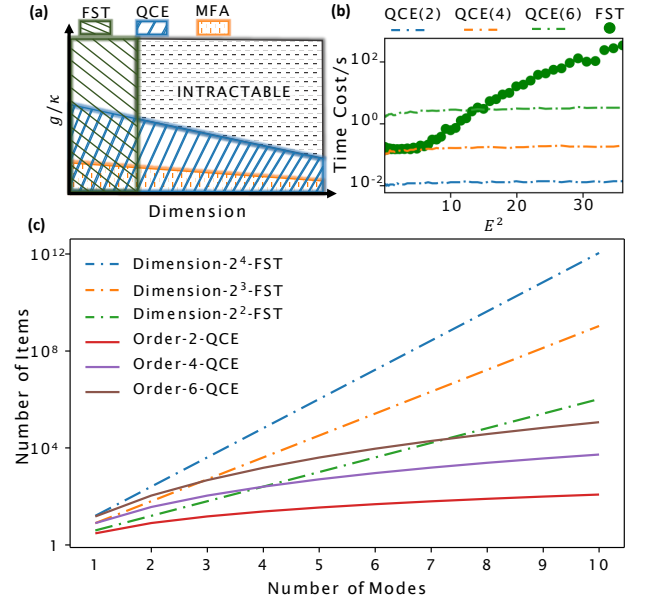 (a) FST QCE MFA
INTRACTABLE
g/κ
Dimension
(b) QCE(2) QCE(4) QCE(6) FST
Time Cost/s
10²
10⁰
10⁻²
10 20 30
E²
(c)
10¹²
10⁸
10⁴
1
Number of Items
Dimension-2⁴-FST
Dimension-2³-FST
Dimension-2²-FST
Order-2-QCE
Order-4-QCE
Order-6-QCE
1 2 3 4 5 6 7 8 9 10
Number of Modes